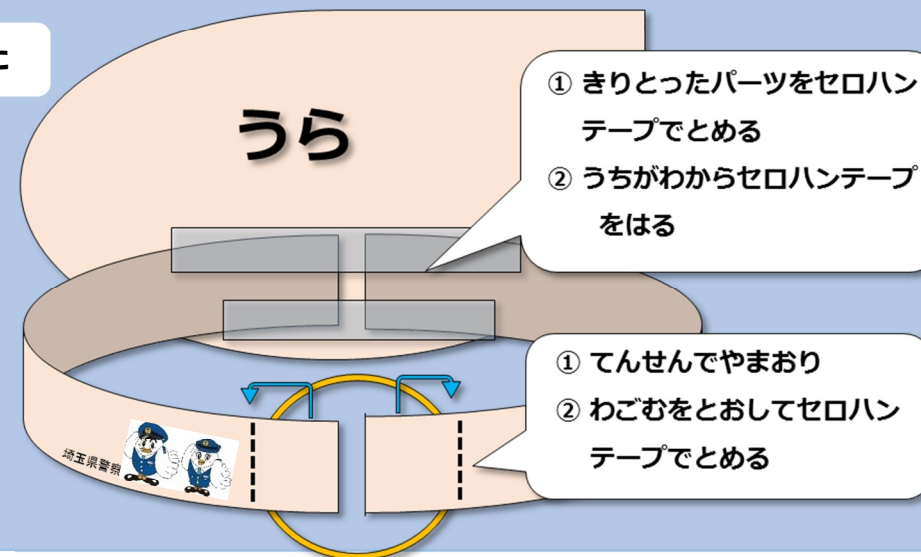 うら
① きりとったパーツをセロハン
テープでとめる
② うちがわからセロハンテープ
をはる
① てんせんでやまおり
② わごむをとおしてセロハン
テープでとめる
埼玉県警察